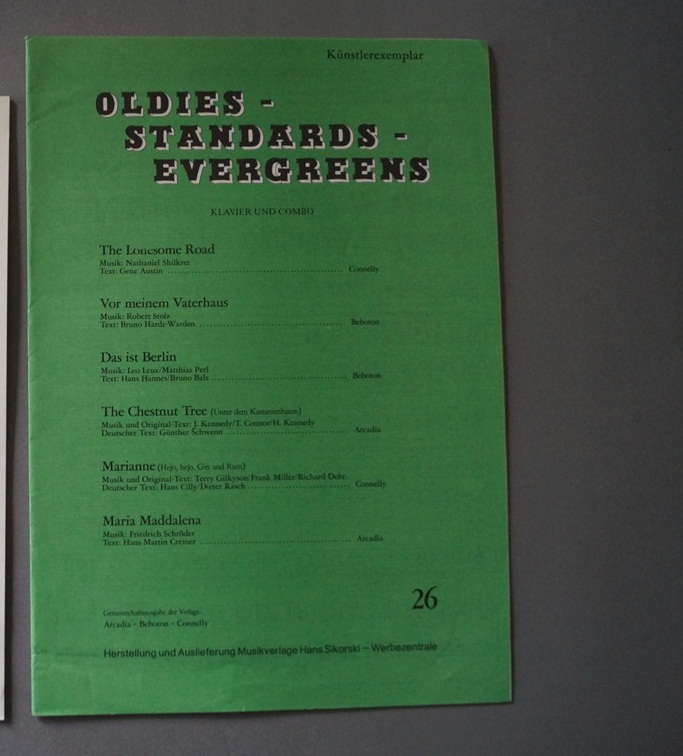 Künstlerexemplar
OLDIES -
STANDARDS -
EVERGREENS
KLAVIER UND COMBO
The Lonesome Road
Musik: Nathaniel Shilkret
Text: Gene Austin ........................................................ Connelly
Vor meinem Vaterhaus
Musik: Robert Stolz
Text: Bruno Hardt-Warden ............................................. Beboton
Das ist Berlin
Musik: Leo Leux/Matthias Perl
Text: Hans Hannes/Bruno Balz ........................................ Beboton
The Chestnut Tree (Unter dem Kastanienbaum)
Musik und Original-Text: J. Kennedy/T. Connor/H. Kennedy
Deutscher Text: Günther Schwenn .................................... Arcadia
Marianne (Hejo, hejo, Gin und Rum)
Musik und Original-Text: Terry Gilkyson/Frank Miller/Richard Dehr
Deutscher Text: Hans Gilly/Dieter Rasch ............................. Connelly
Maria Maddalena
Musik: Friedrich Schröder
Text: Hans Martin Cremer .............................................. Arcadia
26
Gemeinschaftsausgabe der Verlage:
Arcadia - Beboton - Connelly
Herstellung und Auslieferung Musikverlage Hans Sikorski — Werbezentrale